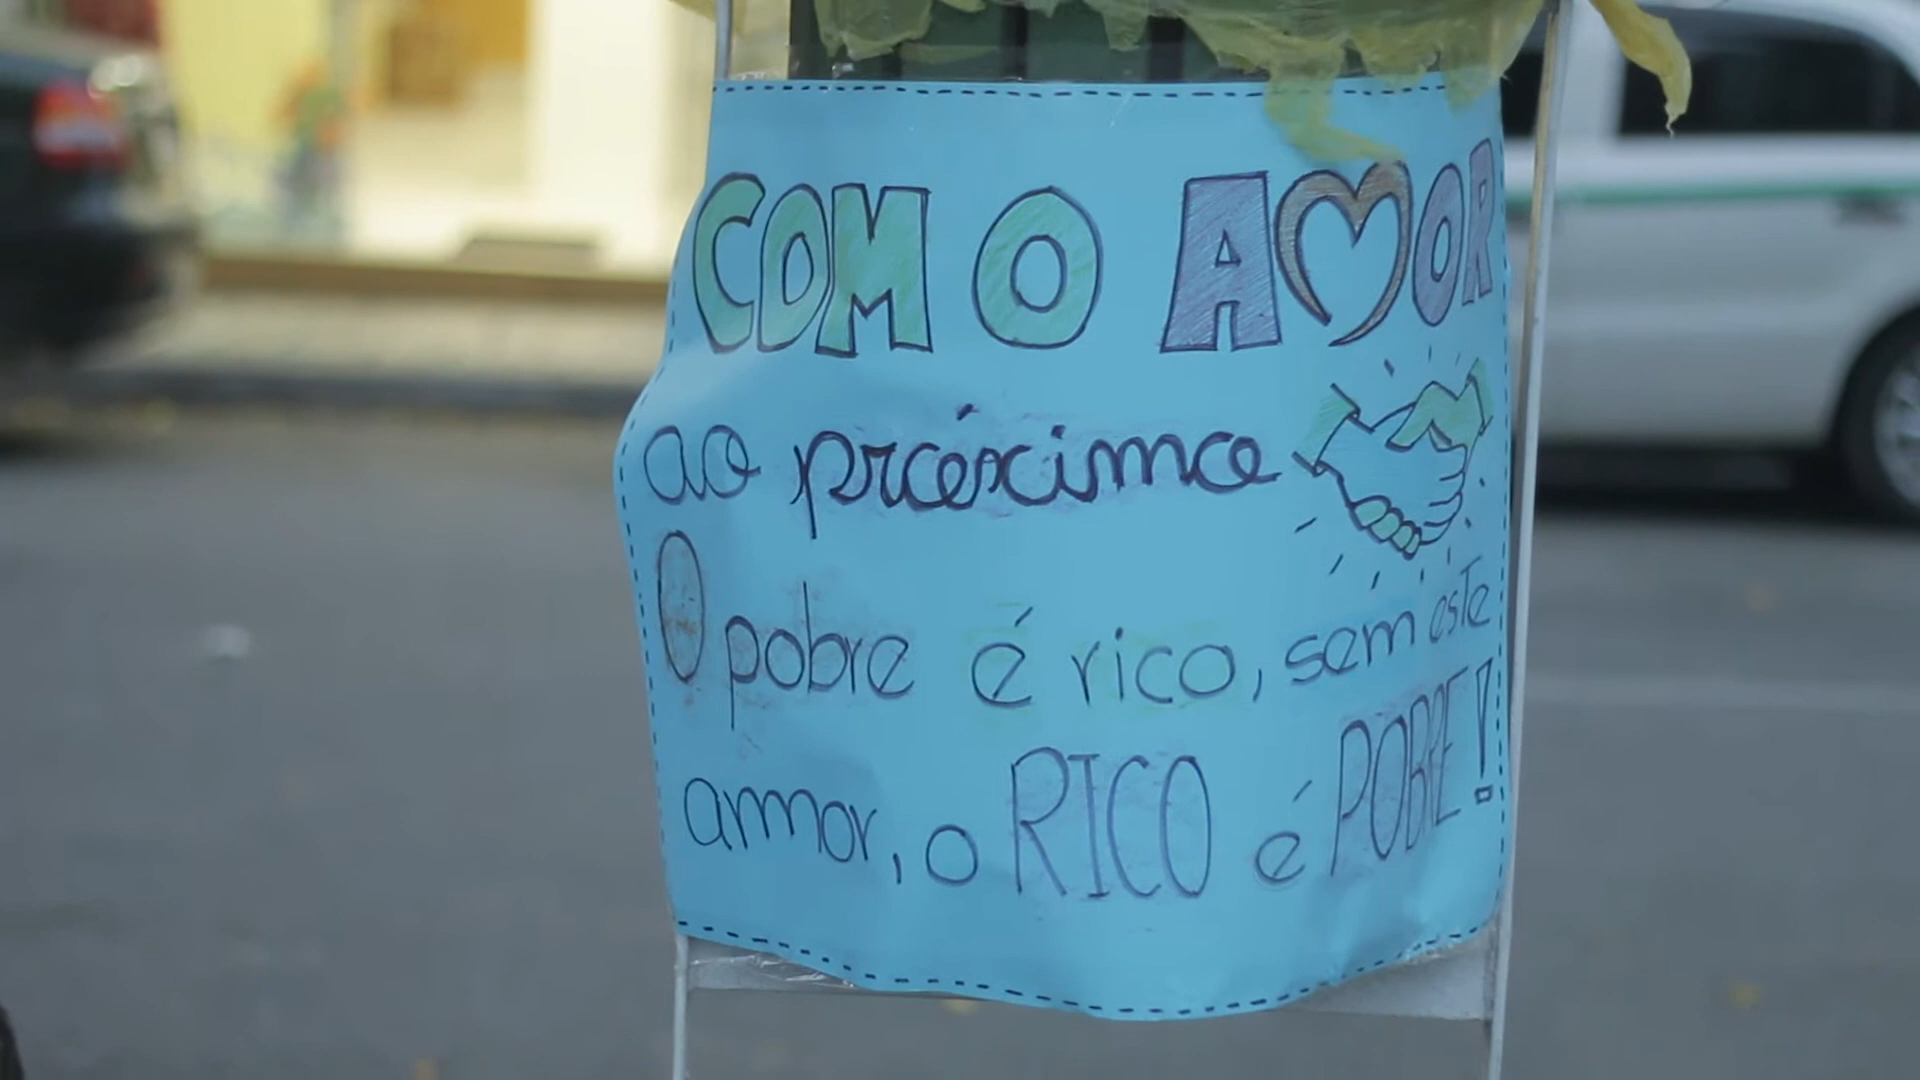 COM O AMOR
ao próximo
O pobre é rico, sem este
amor, o RICO é POBRE!